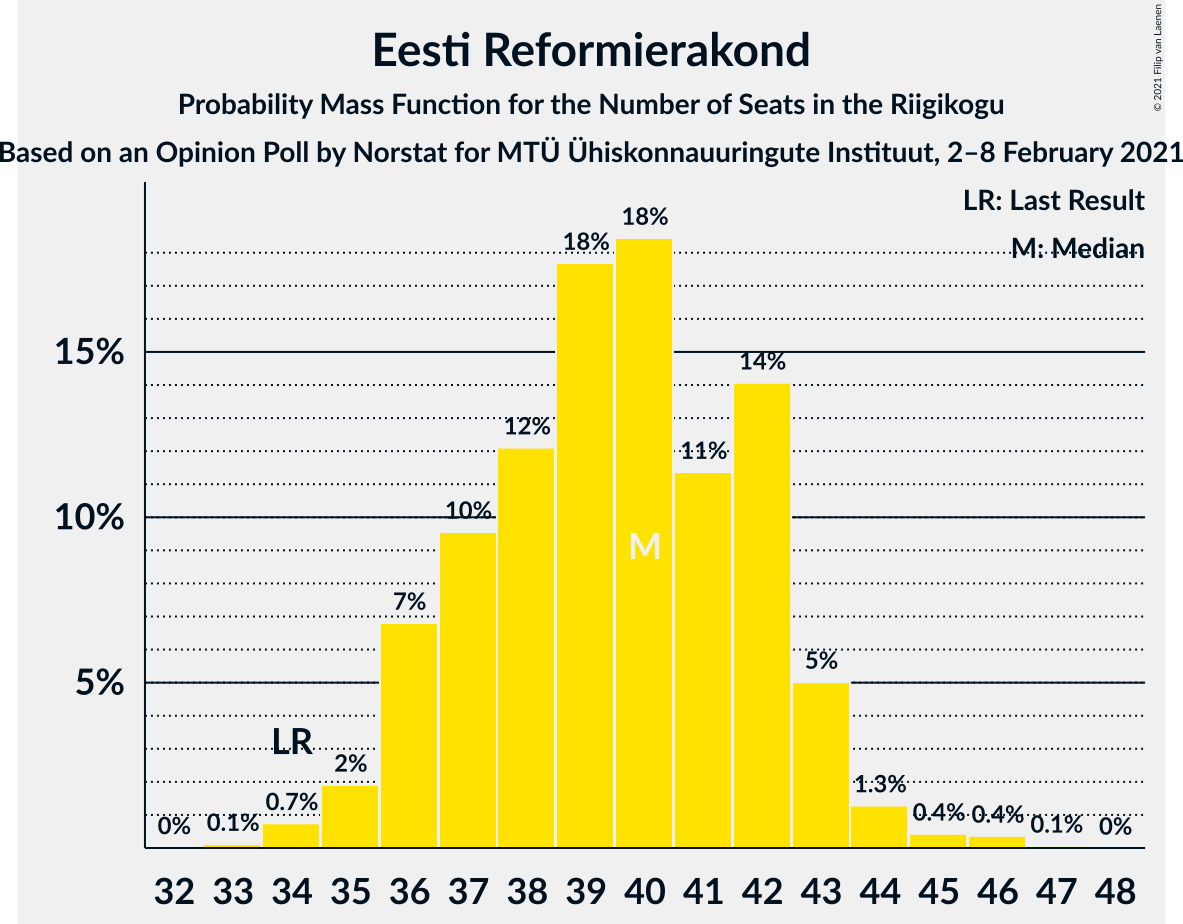 Eesti Reformierakond
Probability Mass Function for the Number of Seats in the Riigikogu
Based on an Opinion Poll by Norstat for MTÜ Ühiskonnauuringute Instituut, 2–8 February 2021
© 2021 Filip van Laenen
LR: Last Result
M: Median
15%
10%
5%
0%
0.1%
0.7%
LR
2%
7%
10%
12%
18%
18%
M
11%
14%
5%
1.3%
0.4%
0.4%
0.1%
0%
32 33 34 35 36 37 38 39 40 41 42 43 44 45 46 47 48